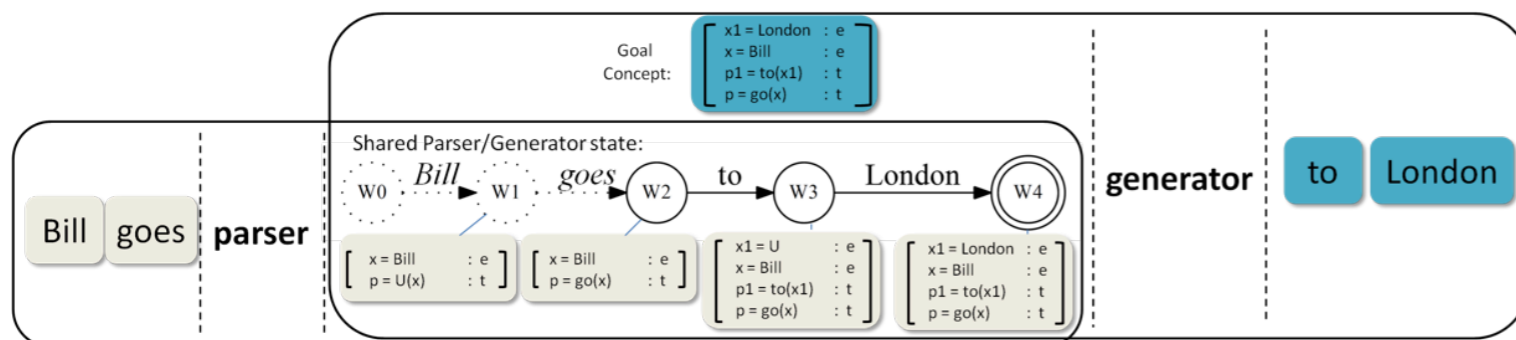 Goal
Concept:
x1 = London : e
x = Bill : e
p1 = to(x1) : t
p = go(x) : t
Shared Parser/Generator state:
Bill goes
parser
W0 Bill W1 goes W2 to W3 London W4
generator
to London
x = Bill : e
p = U(x) : t
x = Bill : e
p = go(x) : t
x1 = U : e
x = Bill : e
p1 = to(x1) : t
p = go(x) : t
x1 = London : e
x = Bill : e
p1 = to(x1) : t
p = go(x) : t